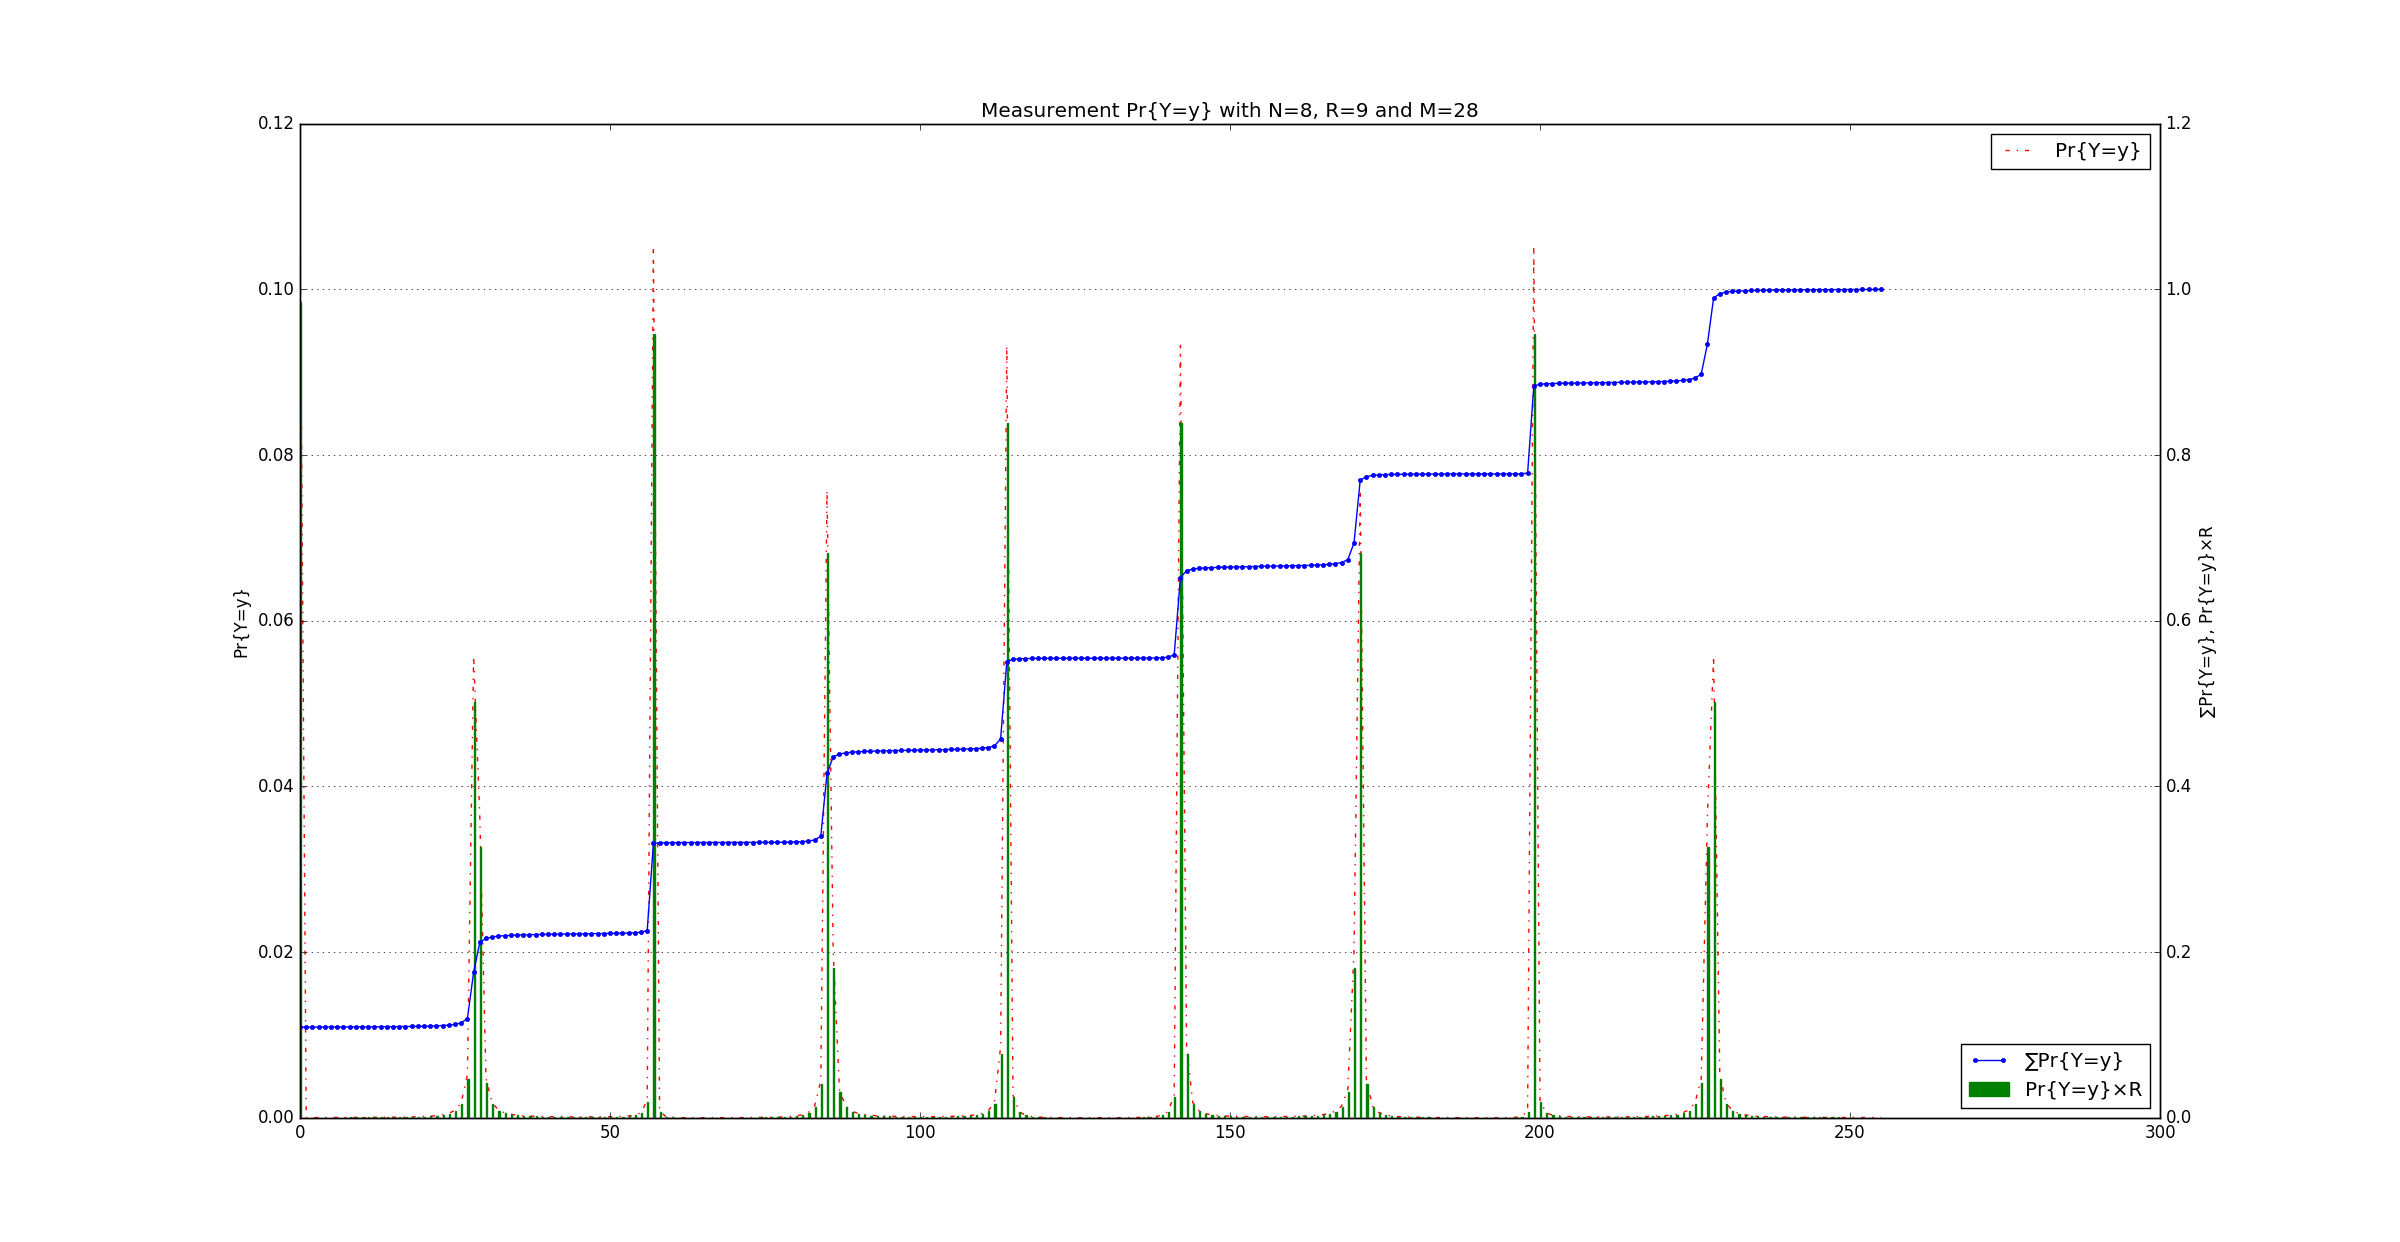 Measurement Pr{Y=y} with N=8, R=9 and M=28
0.12
0.10
0.08
0.06
0.04
0.02
0.00
Pr{Y=y}
1.2
1.0
0.8
0.6
0.4
0.2
0.0
∑Pr{Y=y}, Pr{Y=y}×R
Pr{Y=y}
∑Pr{Y=y}
Pr{Y=y}×R
0 50 100 150 200 250 300